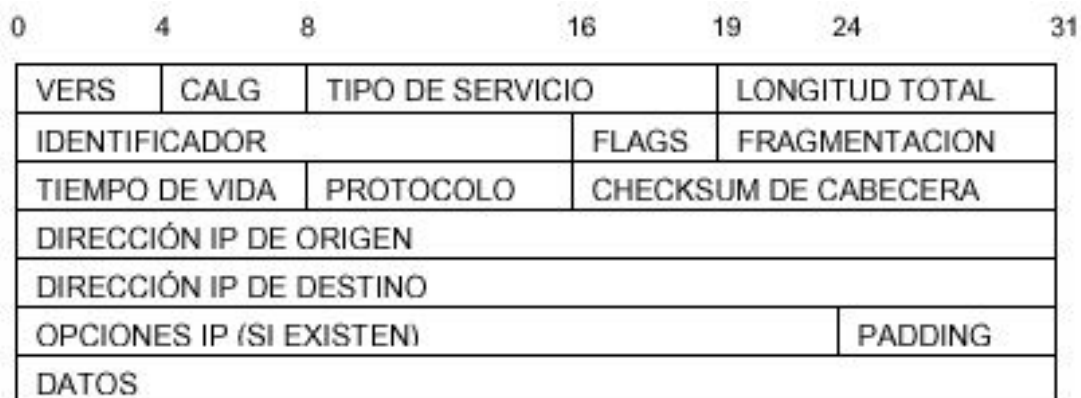 0 4 8 16 19 24 31
VERS CALG TIPO DE SERVICIO LONGITUD TOTAL
IDENTIFICADOR FLAGS FRAGMENTACION
TIEMPO DE VIDA PROTOCOLO CHECKSUM DE CABECERA
DIRECCIÓN IP DE ORIGEN
DIRECCIÓN IP DE DESTINO
OPCIONES IP (SI EXISTEN) PADDING
DATOS